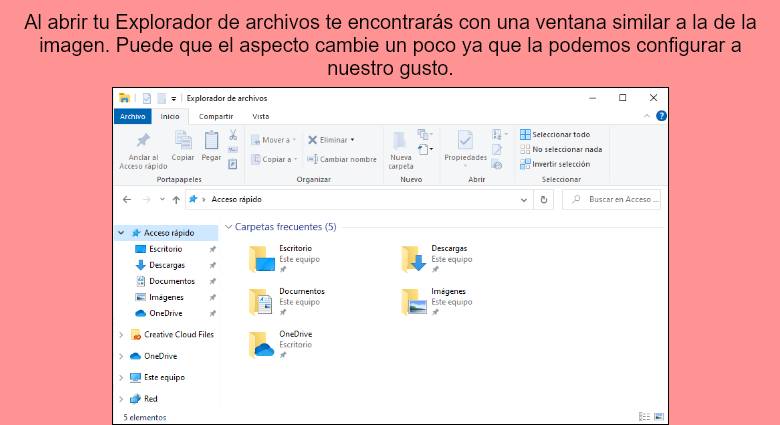 Al abrir tu Explorador de archivos te encontrarás con una ventana similar a la de la
imagen. Puede que el aspecto cambie un poco ya que la podemos configurar a
nuestro gusto.
Explorador de archivos
Archivo Inicio Compartir Vista
Anclar al
Acceso rápido
Copiar
Pegar
Portapapeles
Mover a
Copiar a
Eliminar
Cambiar nombre
Organizar
Nueva
carpeta
Nuevo
Propiedades
Abrir
Seleccionar todo
No seleccionar nada
Invertir selección
Seleccionar
Acceso rápido
Buscar en Acceso ...
Acceso rápido
Escritorio
Descargas
Documentos
Imágenes
OneDrive
Creative Cloud Files
OneDrive
Este equipo
Red
Carpetas frecuentes (5)
Escritorio
Este equipo
Descargas
Este equipo
Documentos
Este equipo
Imágenes
Este equipo
OneDrive
Escritorio
5 elementos